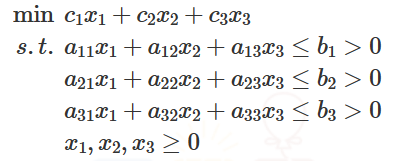 min c₁x₁ + c₂x₂ + c₃x₃
s.t. a₁₁x₁ + a₁₂x₂ + a₁₃x₃ ≤ b₁ > 0
a₂₁x₁ + a₂₂x₂ + a₂₃x₃ ≤ b₂ > 0
a₃₁x₁ + a₃₂x₂ + a₃₃x₃ ≤ b₃ > 0
x₁, x₂, x₃ ≥ 0